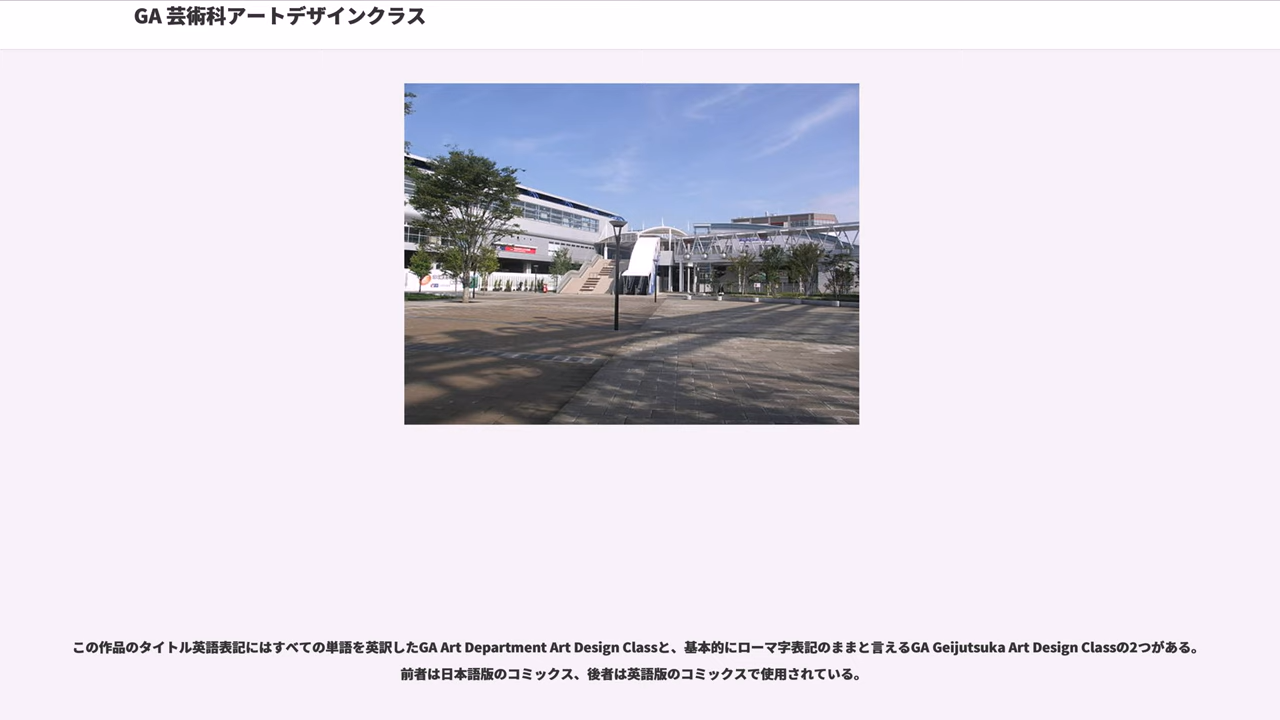 GA 芸術科アートデザインクラス
この作品のタイトル英語表記にはすべての単語を英訳したGA Art Department Art Design Classと、基本的にローマ字表記のままと言えるGA Geijutsuka Art Design Classの2つがある。
前者は日本語版のコミックス、後者は英語版のコミックスで使用されている。